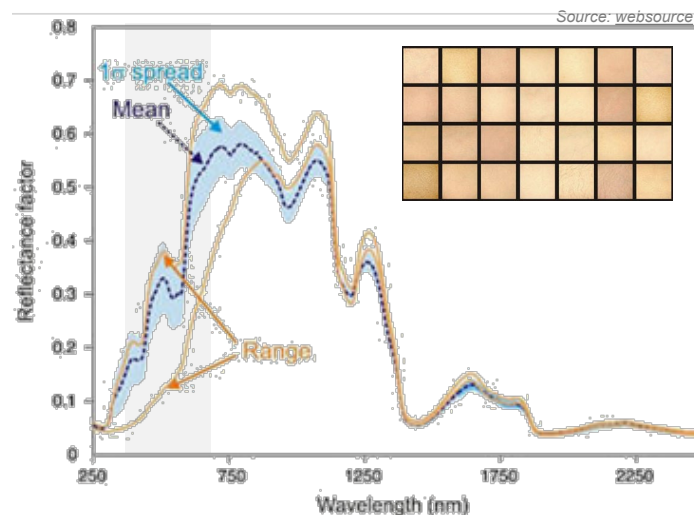 Source: websource
0.8
0.7
0.6
0.5
0.4
0.3
0.2
0.1
0
1σ spread
Mean
Range
Reflectance factor
250 750 1250 1750 2250
Wavelength (nm)